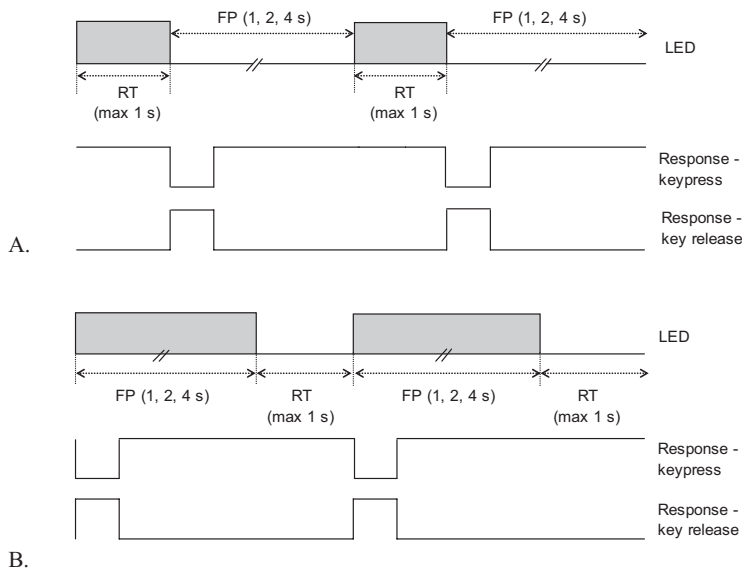 FP (1, 2, 4 s) FP (1, 2, 4 s)
LED
RT RT
(max 1 s) (max 1 s)
Response -
keypress
Response -
key release
A.
LED
FP (1, 2, 4 s) RT FP (1, 2, 4 s) RT
(max 1 s) (max 1 s)
Response -
keypress
Response -
key release
B.